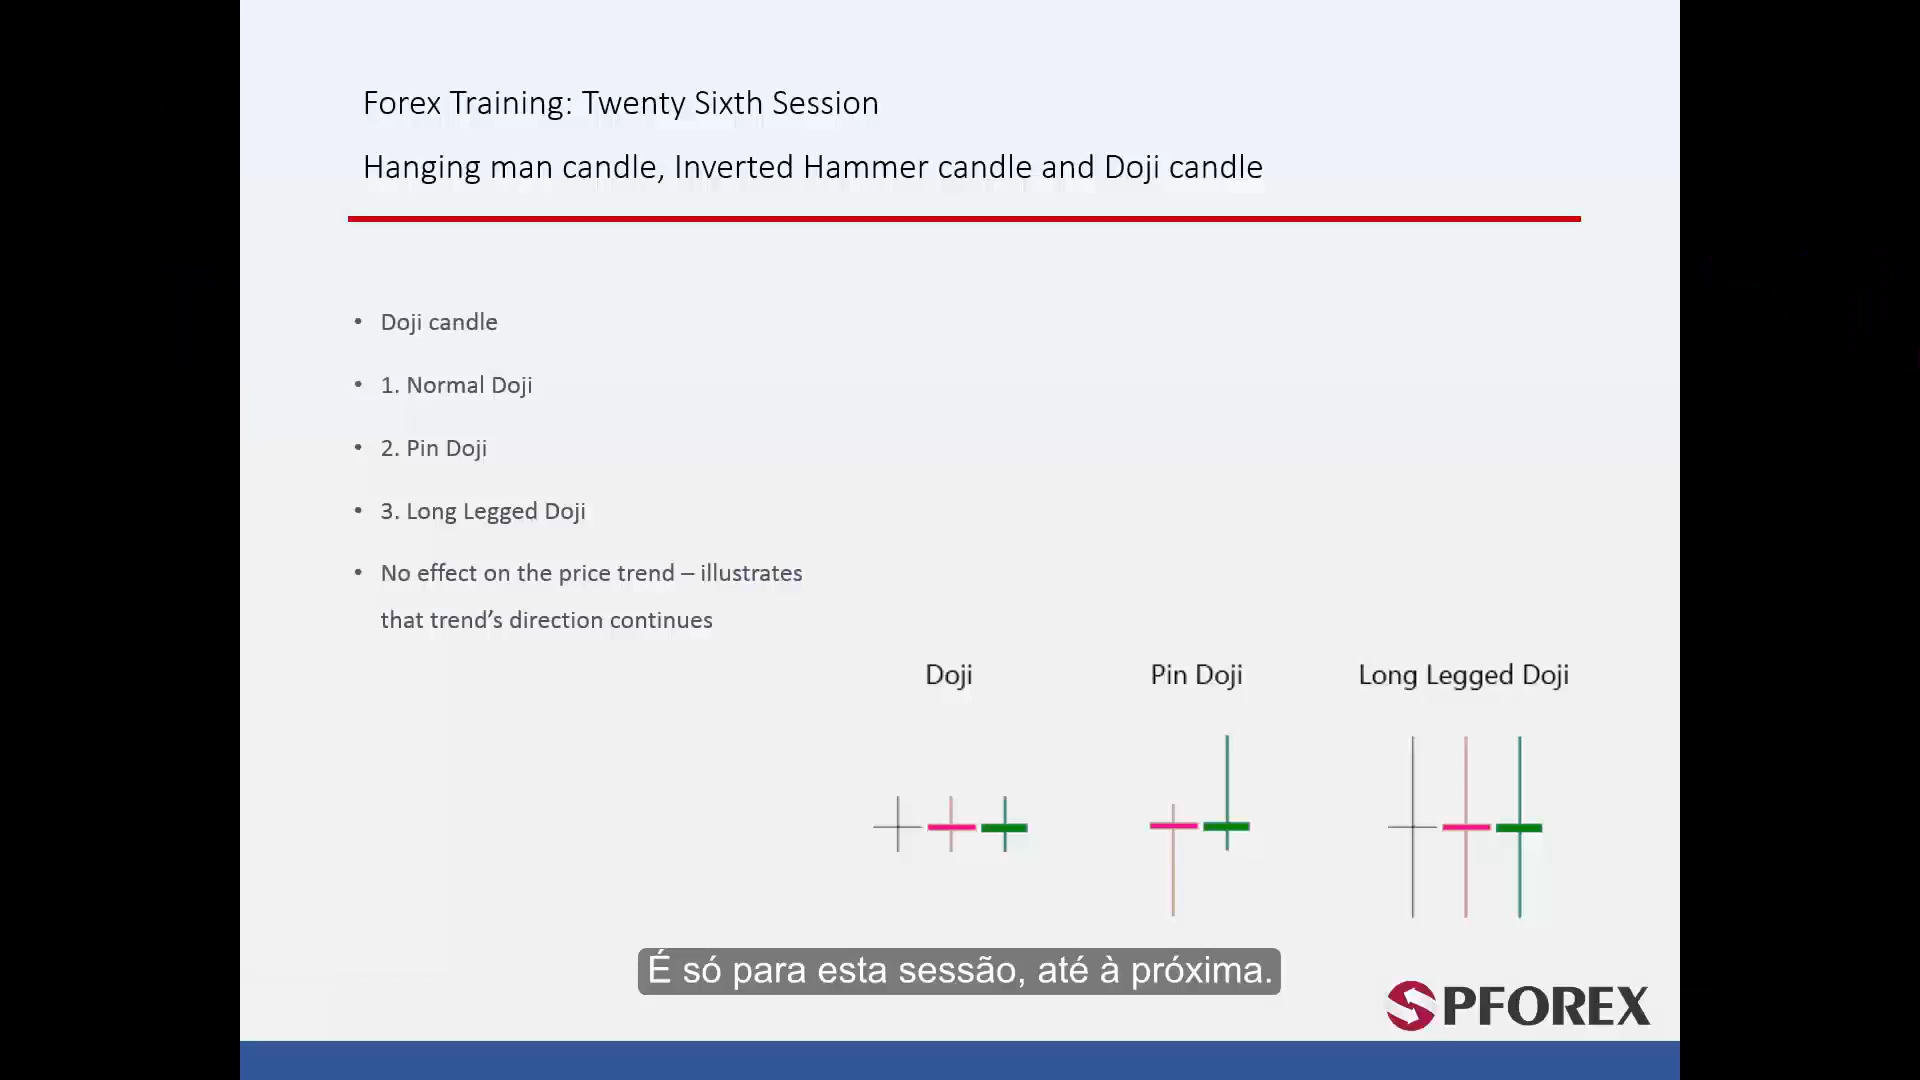 Forex Training: Twenty Sixth Session
Hanging man candle, Inverted Hammer candle and Doji candle
• Doji candle
• 1. Normal Doji
• 2. Pin Doji
• 3. Long Legged Doji
• No effect on the price trend – illustrates
that trend’s direction continues
Doji
Pin Doji
Long Legged Doji
É só para esta sessão, até à próxima.
SPFOREX